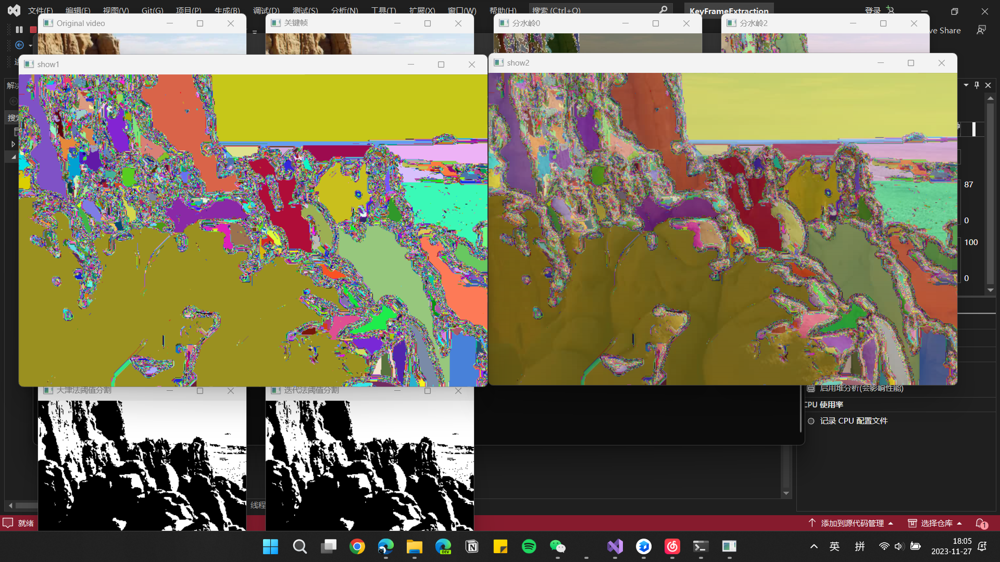 文件(F) 编辑(E) 视图(V) Git(G) 项目(P) 生成(B) 调试(D) 测试(S) 分析(N) 工具(T) 扩展(X) 窗口(W) 帮助(H) 搜索 (Ctrl+Q) KeyFrameExtraction 登录
Original video
关键帧
分水岭0
分水岭2
ve Share
show1
show2
解决
搜索
87
0
100
0
天津法阈值分割
迭代法阈值分割
启用堆分析(会影响性能)
CPU 使用率
记录 CPU 配置文件
线程
就绪
添加到源代码管理
选择仓库
1
DEV
英
拼
18:05
2023-11-27